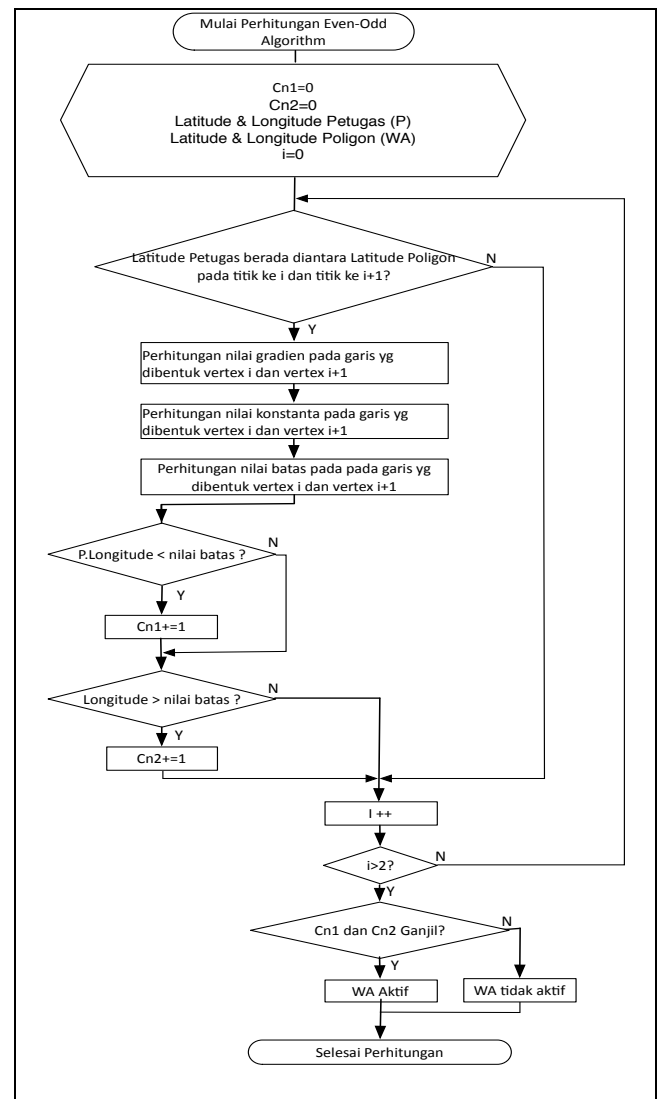 Mulai Perhitungan Even-Odd
Algorithm
Cn1=0
Cn2=0
Latitude & Longitude Petugas (P)
Latitude & Longitude Poligon (WA)
i=0
Latitude Petugas berada diantara Latitude Poligon
pada titik ke i dan titik ke i+1?
N
Y
Perhitungan nilai gradien pada garis yg
dibentuk vertex i dan vertex i+1
Perhitungan nilai konstanta pada garis yg
dibentuk vertex i dan vertex i+1
Perhitungan nilai batas pada pada garis yg
dibentuk vertex i dan vertex i+1
P.Longitude < nilai batas ?
N
Y
Cn1+=1
Longitude > nilai batas ?
N
Y
Cn2+=1
I ++
i>2?
N
Y
Cn1 dan Cn2 Ganjil?
N
Y
WA Aktif
WA tidak aktif
Selesai Perhitungan